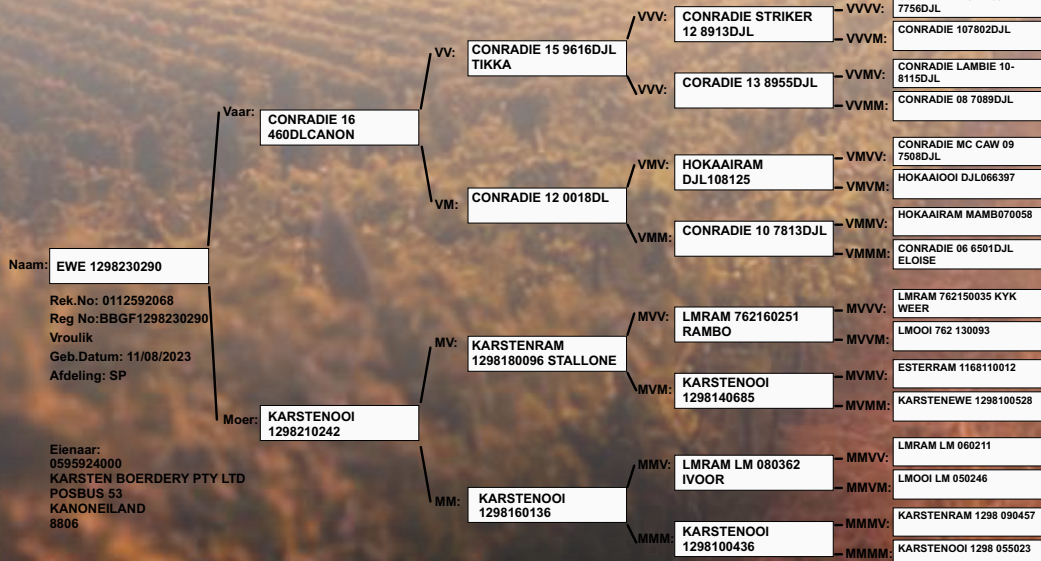 Naam:
EWE 1298230290
Rek.No: 0112592068
Reg No:BBGF1298230290
Vroulik
Geb.Datum: 11/08/2023
Afdeling: SP
Eienaar:
0595924000
KARSTEN BOERDERY PTY LTD
POSBUS 53
KANONEILAND
8806
Vaar:
CONRADIE 16
460DLCANON
Moer:
KARSTENOOI
1298210242
VV:
CONRADIE 15 9616DJL
TIKKA
VM:
CONRADIE 12 0018DL
MV:
KARSTENRAM
1298180096 STALLONE
MM:
KARSTENOOI
1298160136
VVV:
CONRADIE STRIKER
12 8913DJL
VVV:
CORADIE 13 8955DJL
VMV:
HOKAAIRAM
DJL108125
VMM:
CONRADIE 10 7813DJL
MVV:
LMRAM 762160251
RAMBO
MVM:
KARSTENOOI
1298140685
MMV:
LMRAM LM 080362
IVOOR
MMM:
KARSTENOOI
1298100436
VVVV:
7756DJL
VVVM:
CONRADIE 107802DJL
VVMV:
CONRADIE LAMBIE 10-
8115DJL
VVMM:
CONRADIE 08 7089DJL
VMVV:
CONRADIE MC CAW 09
7508DJL
VMVM:
HOKAAIOOI DJL066397
VMMV:
HOKAAIRAM MAMB070058
VMMM:
CONRADIE 06 6501DJL
ELOISE
MVVV:
LMRAM 762150035 KYK
WEER
MVVM:
LMOOI 762 130093
MVMV:
ESTERRAM 1168110012
MVMM:
KARSTENEWE 1298100528
MMVV:
LMRAM LM 060211
MMVM:
LMOOI LM 050246
MMMV:
KARSTENRAM 1298 090457
MMMM:
KARSTENOOI 1298 055023